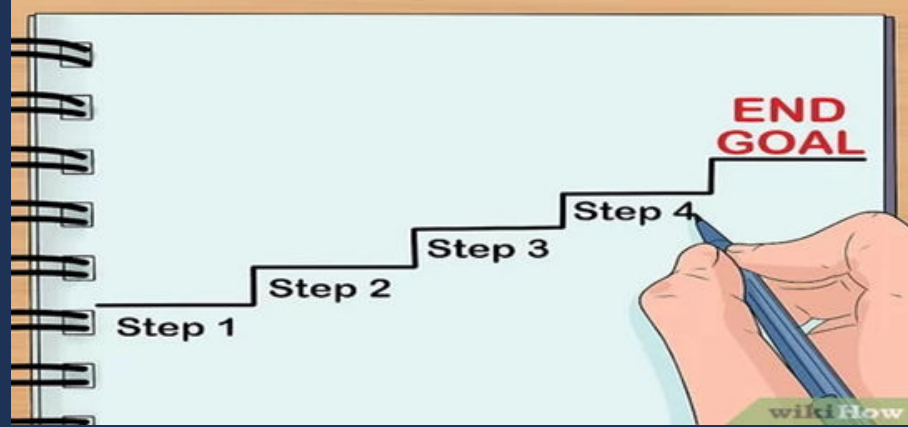 END
GOAL
Step 4
Step 3
Step 2
Step 1
wikiHow